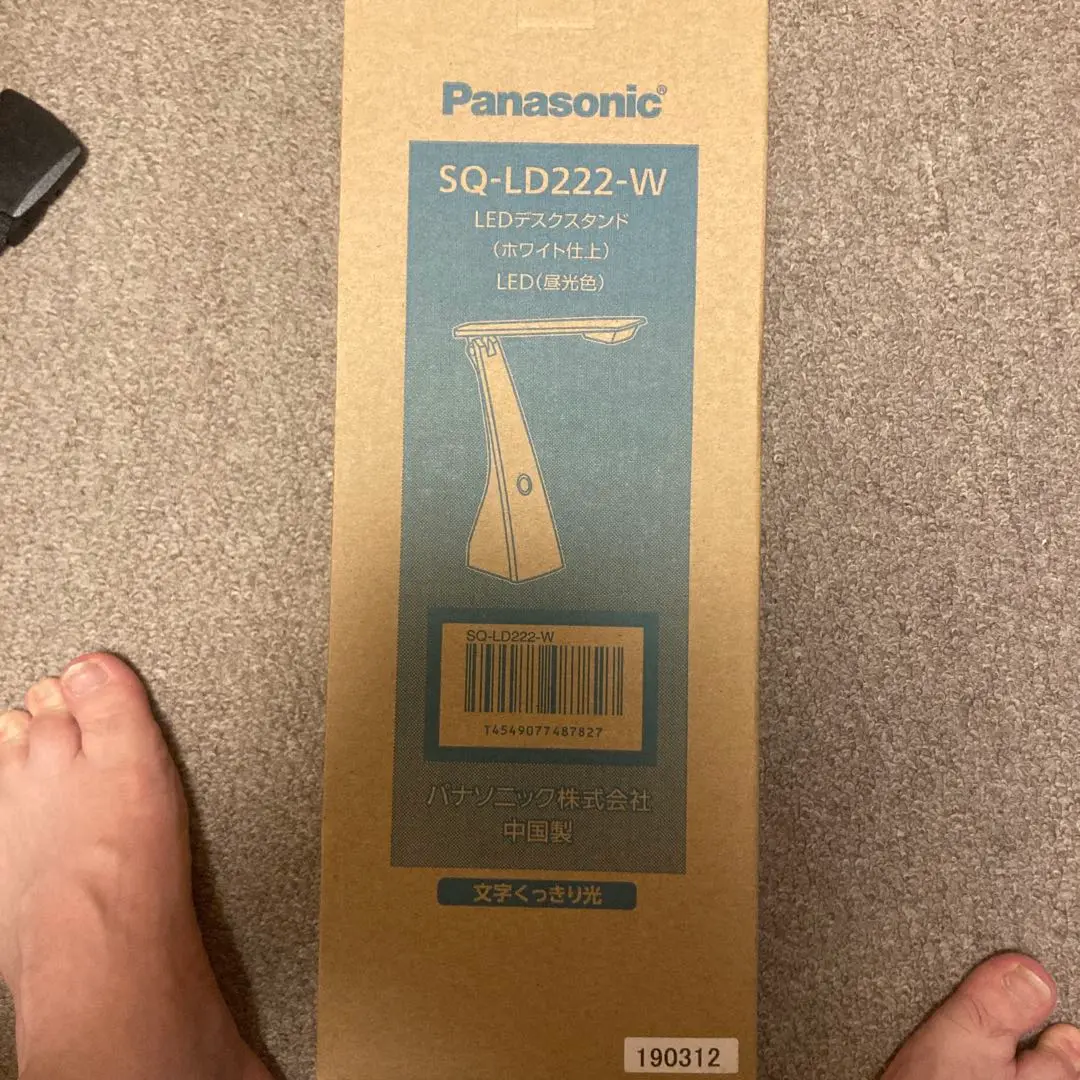 Panasonic®
SQ-LD222-W
LEDデスクスタンド
(ホワイト仕上)
LED(昼光色)
SQ-LD222-W
T4549077487827
パナソニック株式会社
中国製
文字くっきり光
190312